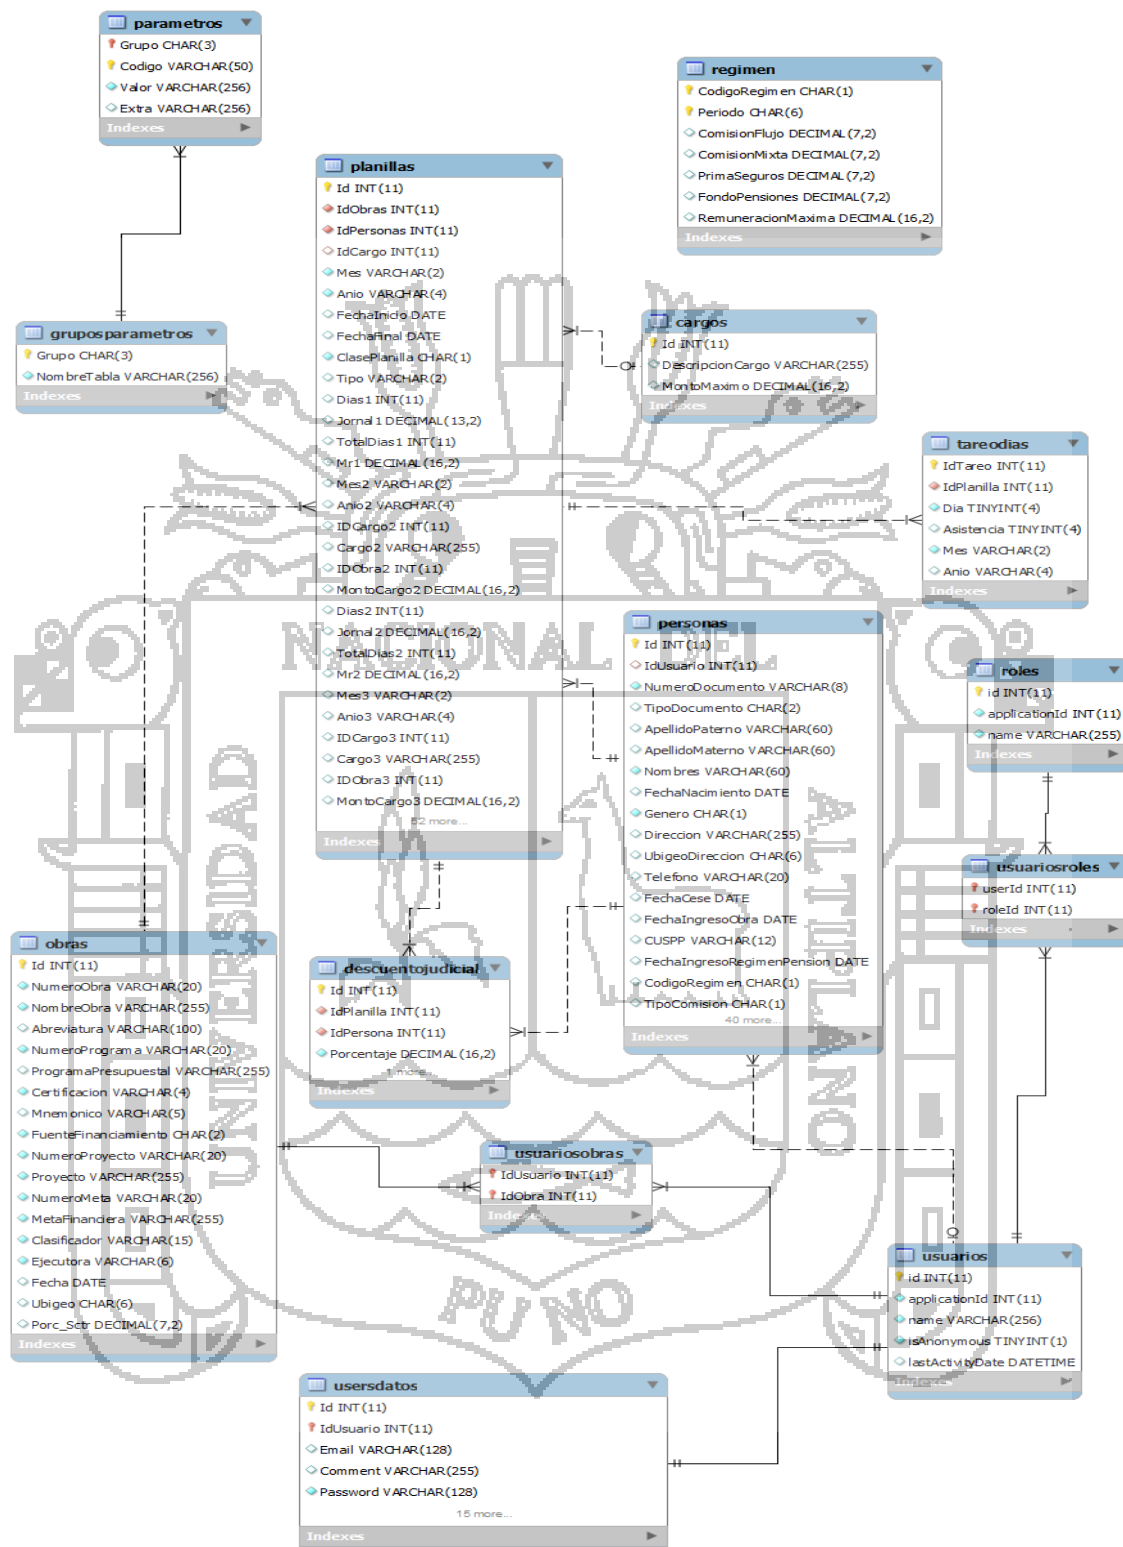 parametros
Grupo CHAR(3)
Codigo VARCHAR(50)
Valor VARCHAR(256)
Extra VARCHAR(256)
Indexes
regimen
CodigoRegimen CHAR(1)
Periodo CHAR(6)
ComisionFlujo DECIMAL(7,2)
ComisionMixta DECIMAL(7,2)
PrimaSeguros DECIMAL(7,2)
FondoPensiones DECIMAL(7,2)
RemuneracionMaxima DECIMAL(16,2)
Indexes
planillas
Id INT(11)
IdObras INT(11)
IdPersonas INT(11)
IdCargo INT(11)
Mes VARCHAR(2)
Anio VARCHAR(4)
FechaInicio DATE
FechaFinal DATE
ClasePlanilla CHAR(1)
Tipo VARCHAR(2)
Dias1 INT(11)
Jornal1 DECIMAL(13,2)
TotalDias1 INT(11)
Mr1 DECIMAL(16,2)
Mes2 VARCHAR(2)
Anio2 VARCHAR(4)
IDCargo2 INT(11)
Cargo2 VARCHAR(255)
IDObra2 INT(11)
MontoCargo2 DECIMAL(16,2)
Dias2 INT(11)
Jornal2 DECIMAL(16,2)
TotalDias2 INT(11)
Mr2 DECIMAL(16,2)
Mes3 VARCHAR(2)
Anio3 VARCHAR(4)
IDCargo3 INT(11)
Cargo3 VARCHAR(255)
IDObra3 INT(11)
MontoCargo3 DECIMAL(16,2)
52 more...
Indexes
gruposparametros
Grupo CHAR(3)
NombreTabla VARCHAR(256)
Indexes
cargos
Id INT(11)
DescripcionCargo VARCHAR(255)
MontoMaximo DECIMAL(16,2)
Indexes
tareodias
IdTareo INT(11)
IdPlanilla INT(11)
Dia TINYINT(4)
Asistencia TINYINT(4)
Mes VARCHAR(2)
Anio VARCHAR(4)
Indexes
personas
Id INT(11)
IdUsuario INT(11)
NumeroDocumento VARCHAR(8)
TipoDocumento CHAR(2)
ApellidoPaterno VARCHAR(60)
ApellidoMaterno VARCHAR(60)
Nombres VARCHAR(60)
FechaNacimiento DATE
Genero CHAR(1)
Direccion VARCHAR(255)
UbigeoDireccion CHAR(6)
Telefono VARCHAR(20)
FechaCese DATE
FechaIngresoObra DATE
CUSPP VARCHAR(12)
FechaIngresoRegimenPension DATE
CodigoRegimen CHAR(1)
TipoComision CHAR(1)
40 more...
Indexes
roles
id INT(11)
applicationId INT(11)
name VARCHAR(255)
Indexes
usuariosroles
userId INT(11)
roleId INT(11)
Indexes
obras
Id INT(11)
NumeroObra VARCHAR(20)
NombreObra VARCHAR(255)
Abreviatura VARCHAR(100)
NumeroPrograma VARCHAR(20)
ProgramaPresupuestal VARCHAR(255)
Certificacion VARCHAR(4)
Mnemonico VARCHAR(5)
FuenteFinanciamiento CHAR(2)
NumeroProyecto VARCHAR(20)
Proyecto VARCHAR(255)
NumeroMeta VARCHAR(20)
MetaFinanciera VARCHAR(255)
Clasificador VARCHAR(15)
Ejecutora VARCHAR(6)
Fecha DATE
Ubigeo CHAR(6)
Porc_Sctr DECIMAL(7,2)
Indexes
descuentojudicial
Id INT(11)
IdPlanilla INT(11)
IdPersona INT(11)
Porcentaje DECIMAL(16,2)
1 more...
Indexes
usuariosobras
IdUsuario INT(11)
IdObra INT(11)
Indexes
usuarios
id INT(11)
applicationId INT(11)
name VARCHAR(256)
isAnonymous TINYINT(1)
lastActivityDate DATETIME
Indexes
usersdatos
Id INT(11)
IdUsuario INT(11)
Email VARCHAR(128)
Comment VARCHAR(255)
Password VARCHAR(128)
15 more...
Indexes
UNIVERSIDAD
NACIONAL DEL
ALTIPLANO
PUNO